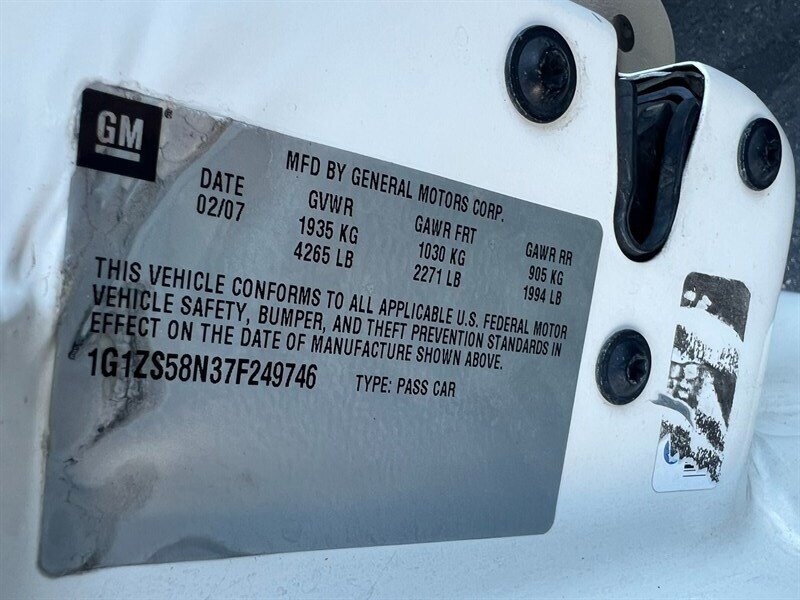 GM
MFD BY GENERAL MOTORS CORP.
DATE GVWR GAWR FRT GAWR RR
02/07 1935 KG 1030 KG 905 KG
4265 LB 2271 LB 1994 LB
THIS VEHICLE CONFORMS TO ALL APPLICABLE U.S. FEDERAL MOTOR
VEHICLE SAFETY, BUMPER, AND THEFT PREVENTION STANDARDS IN
EFFECT ON THE DATE OF MANUFACTURE SHOWN ABOVE.
1G1ZS58N37F249746 TYPE: PASS CAR